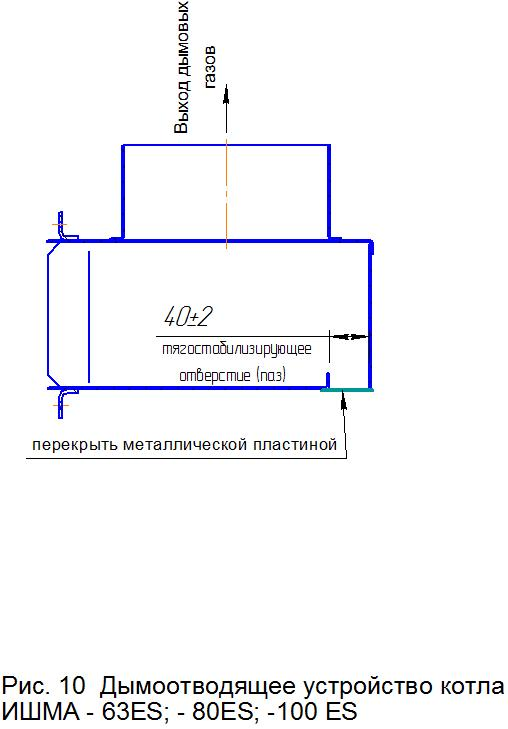 Выход дымовых
газов
40±2
тягостабилизирующее
отверстие (паз)
перекрыть металлической пластиной
Рис. 10 Дымоотводящее устройство котла
ИШМА - 63ES; - 80ES; -100 ES